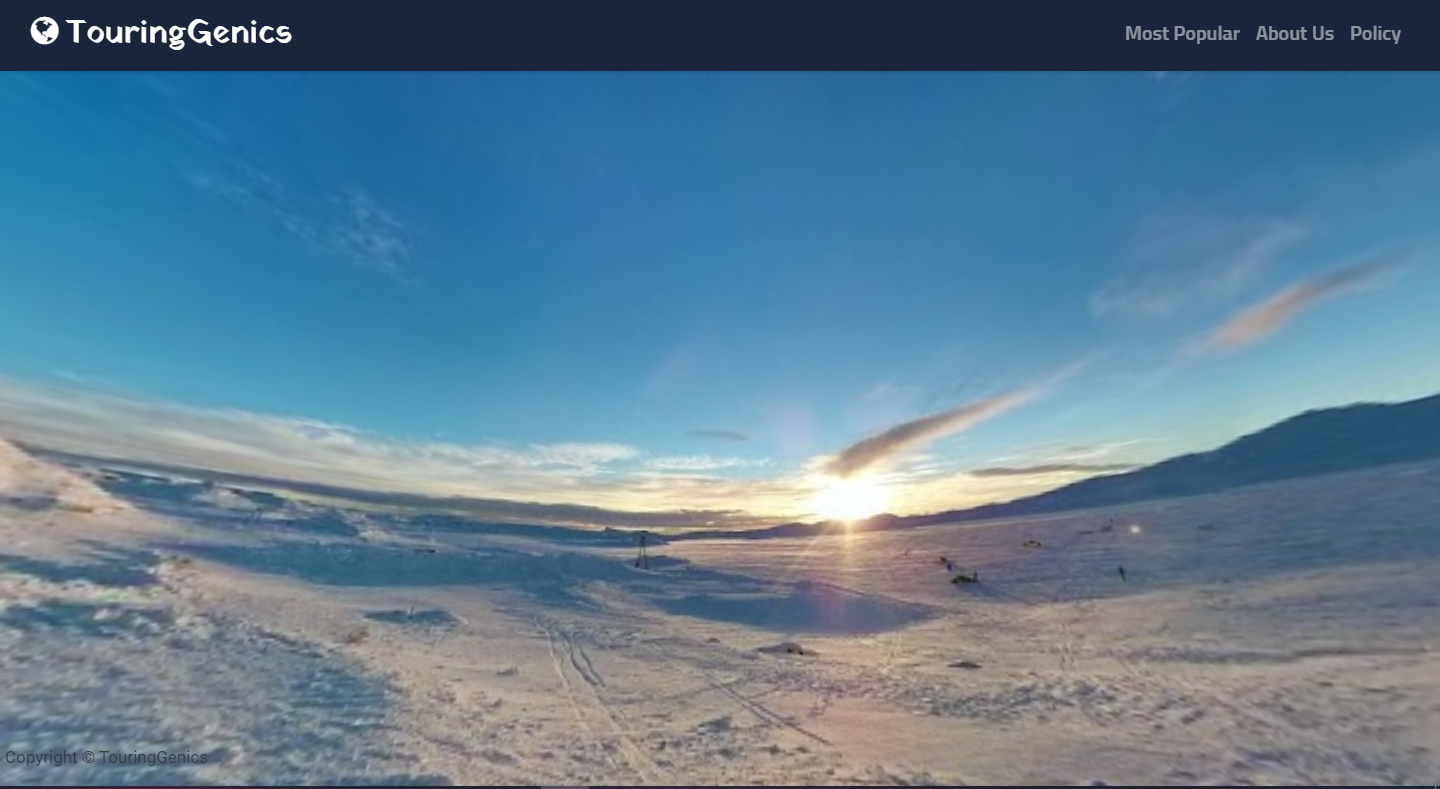 TouringGenics
Most Popular About Us Policy
Copyright © TouringGenics